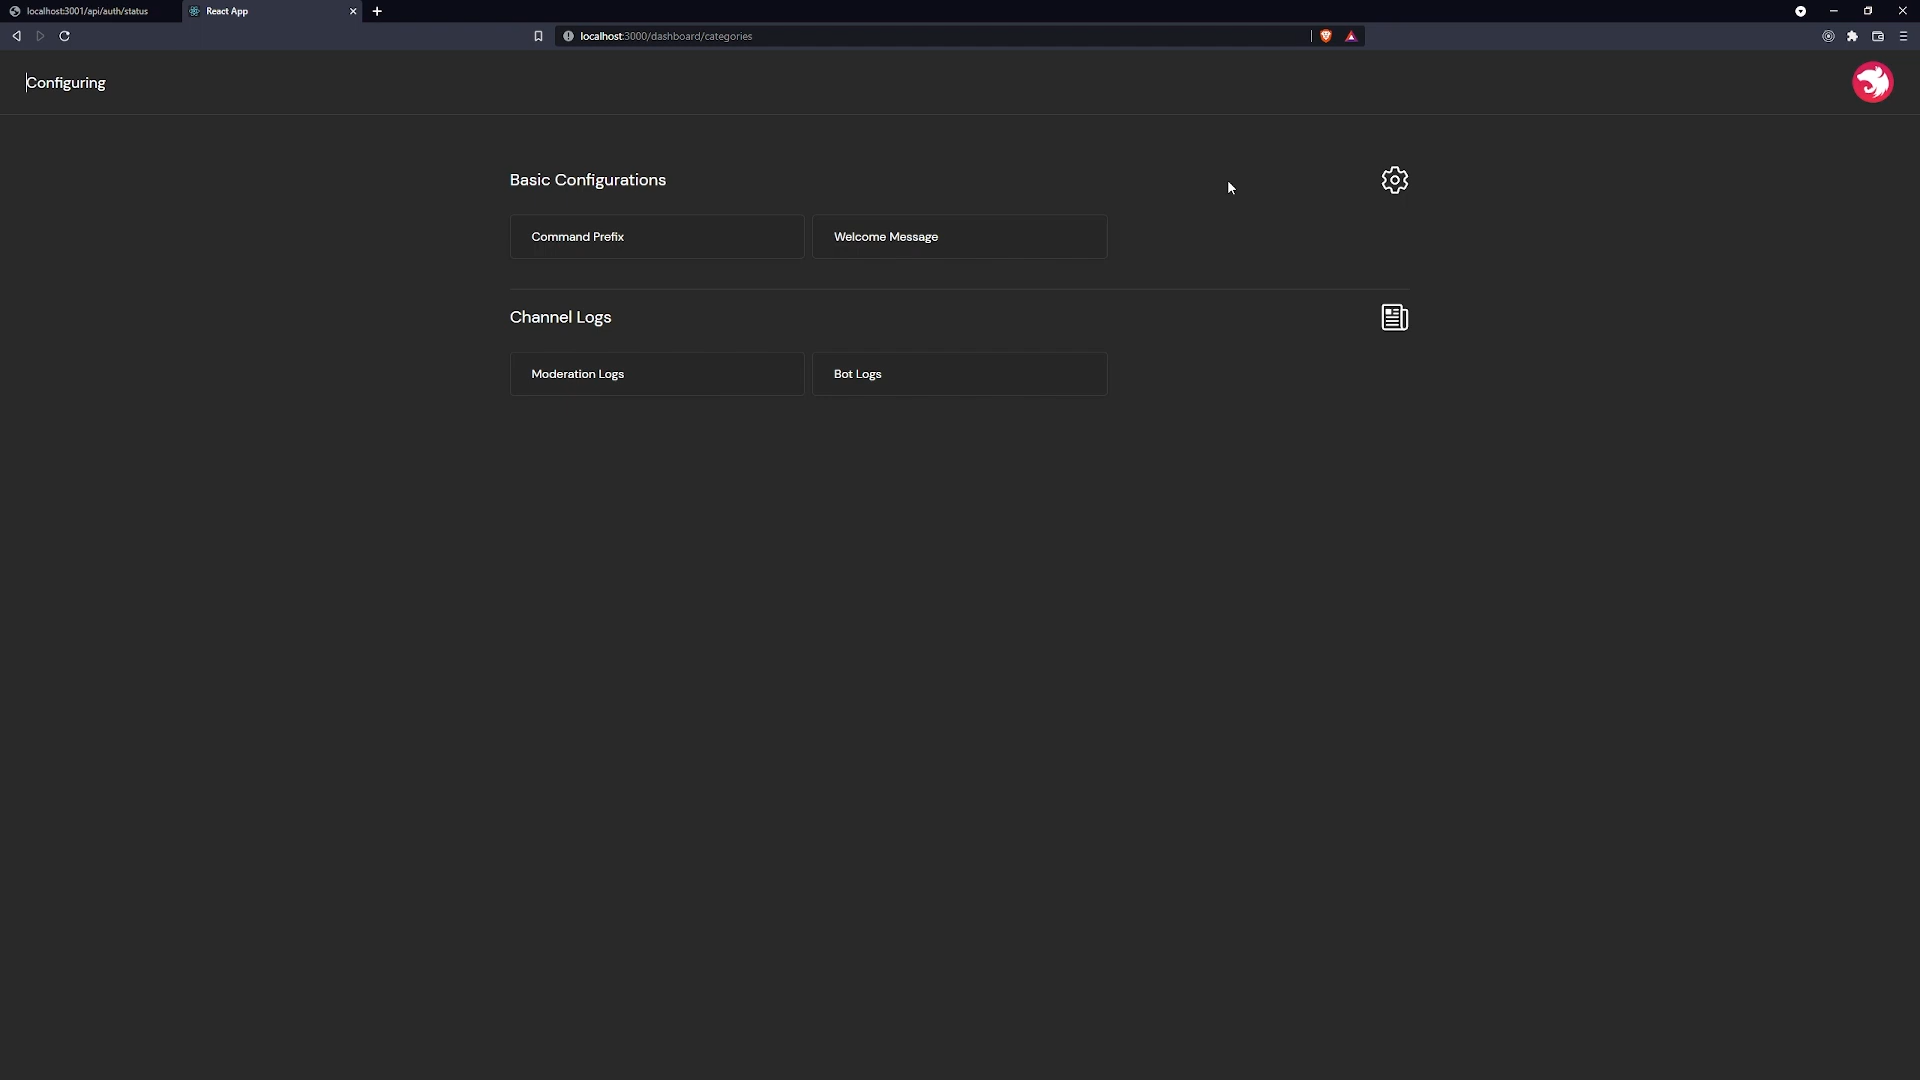 localhost:3001/api/auth/status
React App
localhost:3000/dashboard/categories
Configuring
Basic Configurations
Command Prefix
Welcome Message
Channel Logs
Moderation Logs
Bot Logs